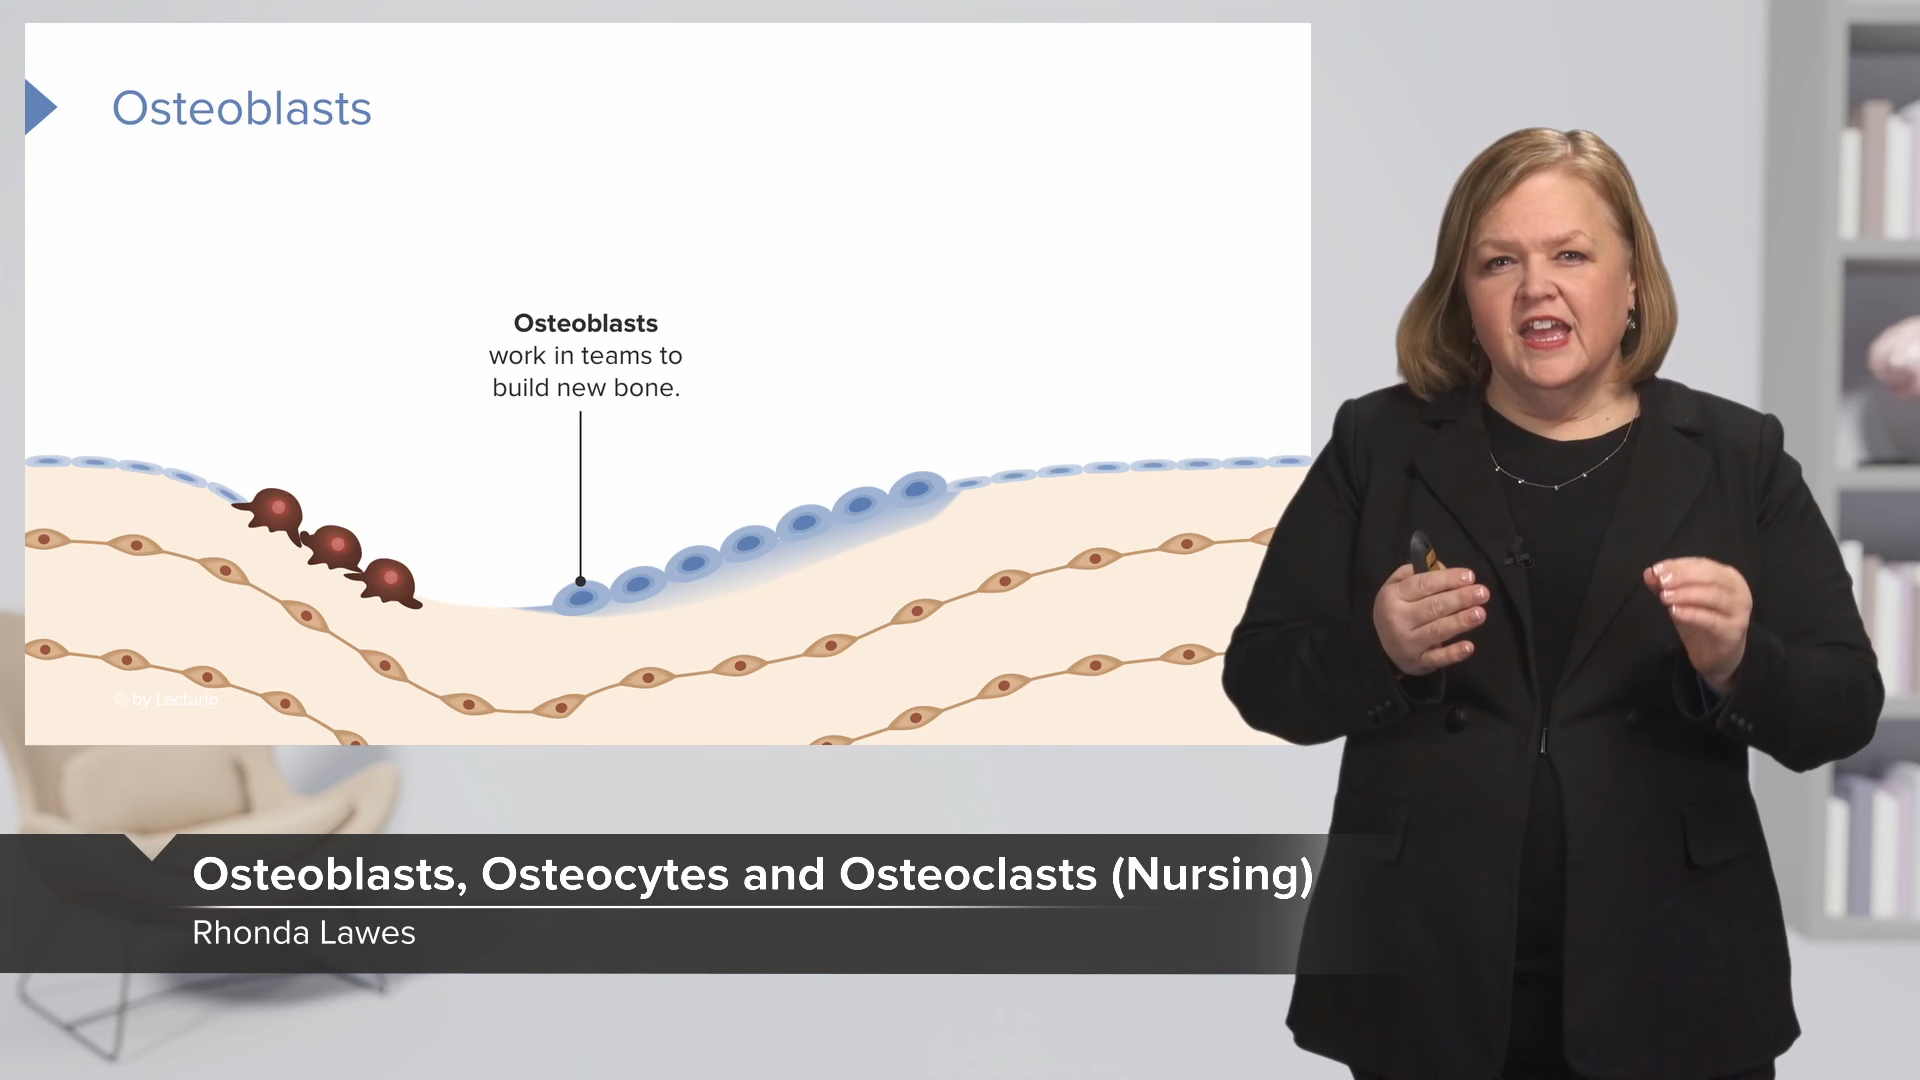 Osteoblasts
Osteoblasts
work in teams to
build new bone.
© by Lecturio
Osteoblasts, Osteocytes and Osteoclasts (Nursing)
Rhonda Lawes